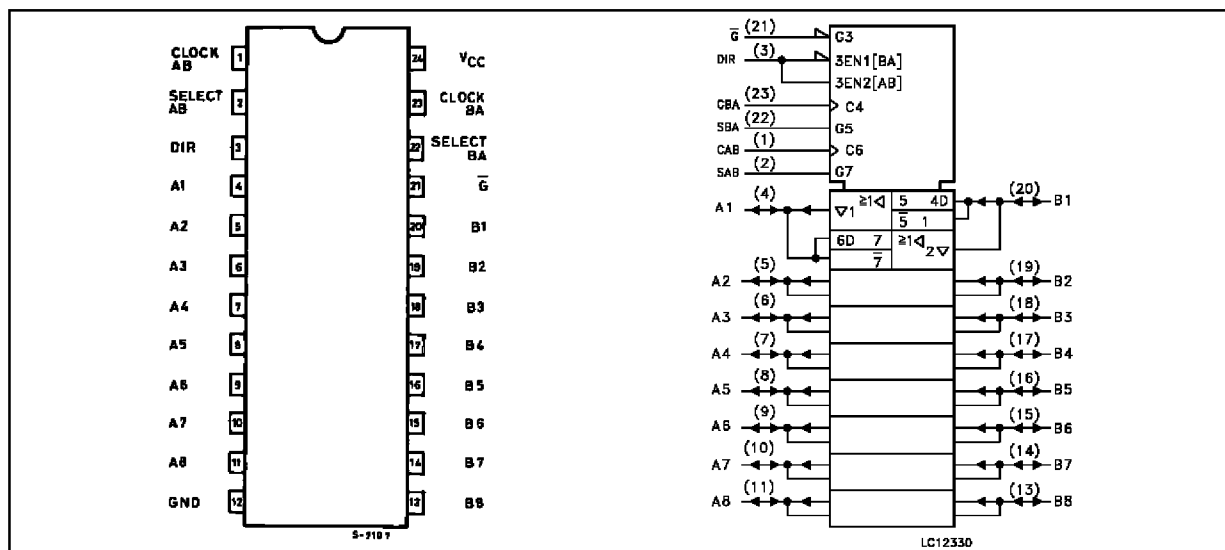 CLOCK AB 1 24 VCC
SELECT AB 2 23 CLOCK BA
DIR 3 22 SELECT BA
A1 4 21 G̅
A2 5 20 B1
A3 6 19 B2
A4 7 18 B3
A5 8 17 B4
A6 9 16 B5
A7 10 15 B6
A8 11 14 B7
GND 12 13 B8
S-2107
G̅ (21) G3
DIR (3) 3EN1[BA]
3EN2[AB]
CBA (23) C4
SBA (22) G5
CAB (1) C6
SAB (2) G7
A1 (4) ▽1 ≥1◁ 5 4D (20) B1
5̅ 1
6D 7 ≥1◁ 2▽
7̅
A2 (5) (19) B2
A3 (6) (18) B3
A4 (7) (17) B4
A5 (8) (16) B5
A6 (9) (15) B6
A7 (10) (14) B7
A8 (11) (13) B8
LC12330